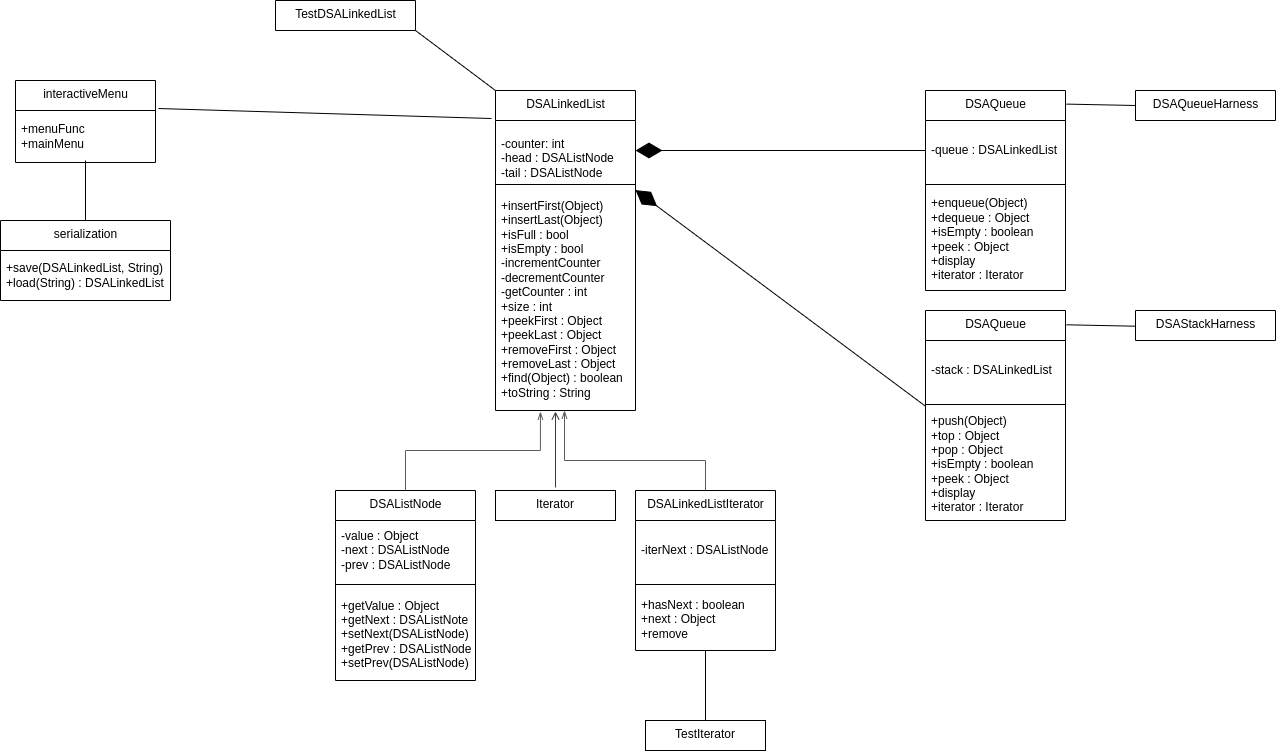 TestDSALinkedList
interactiveMenu
+menuFunc
+mainMenu
serialization
+save(DSALinkedList, String)
+load(String) : DSALinkedList
DSALinkedList
-counter: int
-head : DSAListNode
-tail : DSAListNode
+insertFirst(Object)
+insertLast(Object)
+isFull : bool
+isEmpty : bool
-incrementCounter
-decrementCounter
-getCounter : int
+size : int
+peekFirst : Object
+peekLast : Object
+removeFirst : Object
+removeLast : Object
+find(Object) : boolean
+toString : String
DSAQueue
-queue : DSALinkedList
+enqueue(Object)
+dequeue : Object
+isEmpty : boolean
+peek : Object
+display
+iterator : Iterator
DSAQueueHarness
DSAQueue
-stack : DSALinkedList
+push(Object)
+top : Object
+pop : Object
+isEmpty : boolean
+peek : Object
+display
+iterator : Iterator
DSAStackHarness
DSAListNode
-value : Object
-next : DSAListNode
-prev : DSAListNode
+getValue : Object
+getNext : DSAListNote
+setNext(DSAListNode)
+getPrev : DSAListNode
+setPrev(DSAListNode)
Iterator
DSALinkedListIterator
-iterNext : DSAListNode
+hasNext : boolean
+next : Object
+remove
TestIterator